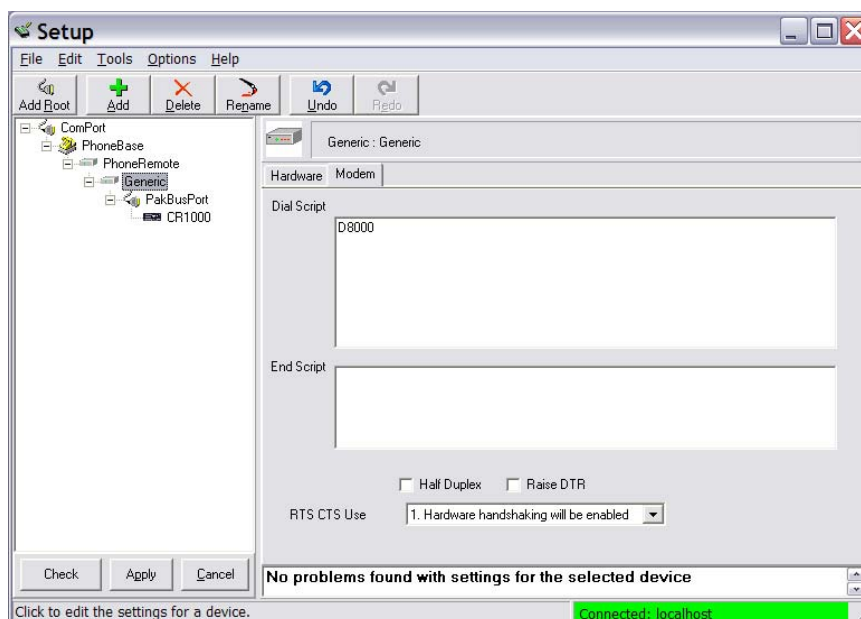 Setup
File Edit Tools Options Help
Add Root Add Delete Rename Undo Redo
ComPort
PhoneBase
PhoneRemote
Generic
PakBusPort
CR1000
Generic : Generic
Hardware Modem
Dial Script
D8000
End Script
Half Duplex Raise DTR
RTS CTS Use 1. Hardware handshaking will be enabled
Check Apply Cancel
No problems found with settings for the selected device
Click to edit the settings for a device.
Connected: localhost